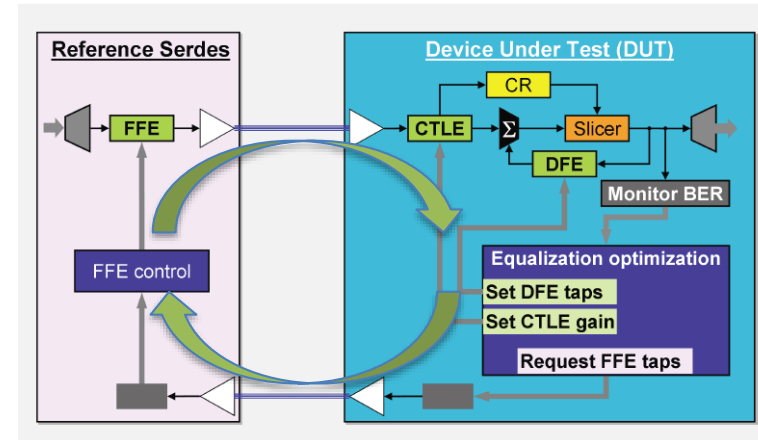 Reference Serdes
Device Under Test (DUT)
CR
FFE
CTLE
Σ
Slicer
DFE
Monitor BER
FFE control
Equalization optimization
Set DFE taps
Set CTLE gain
Request FFE taps